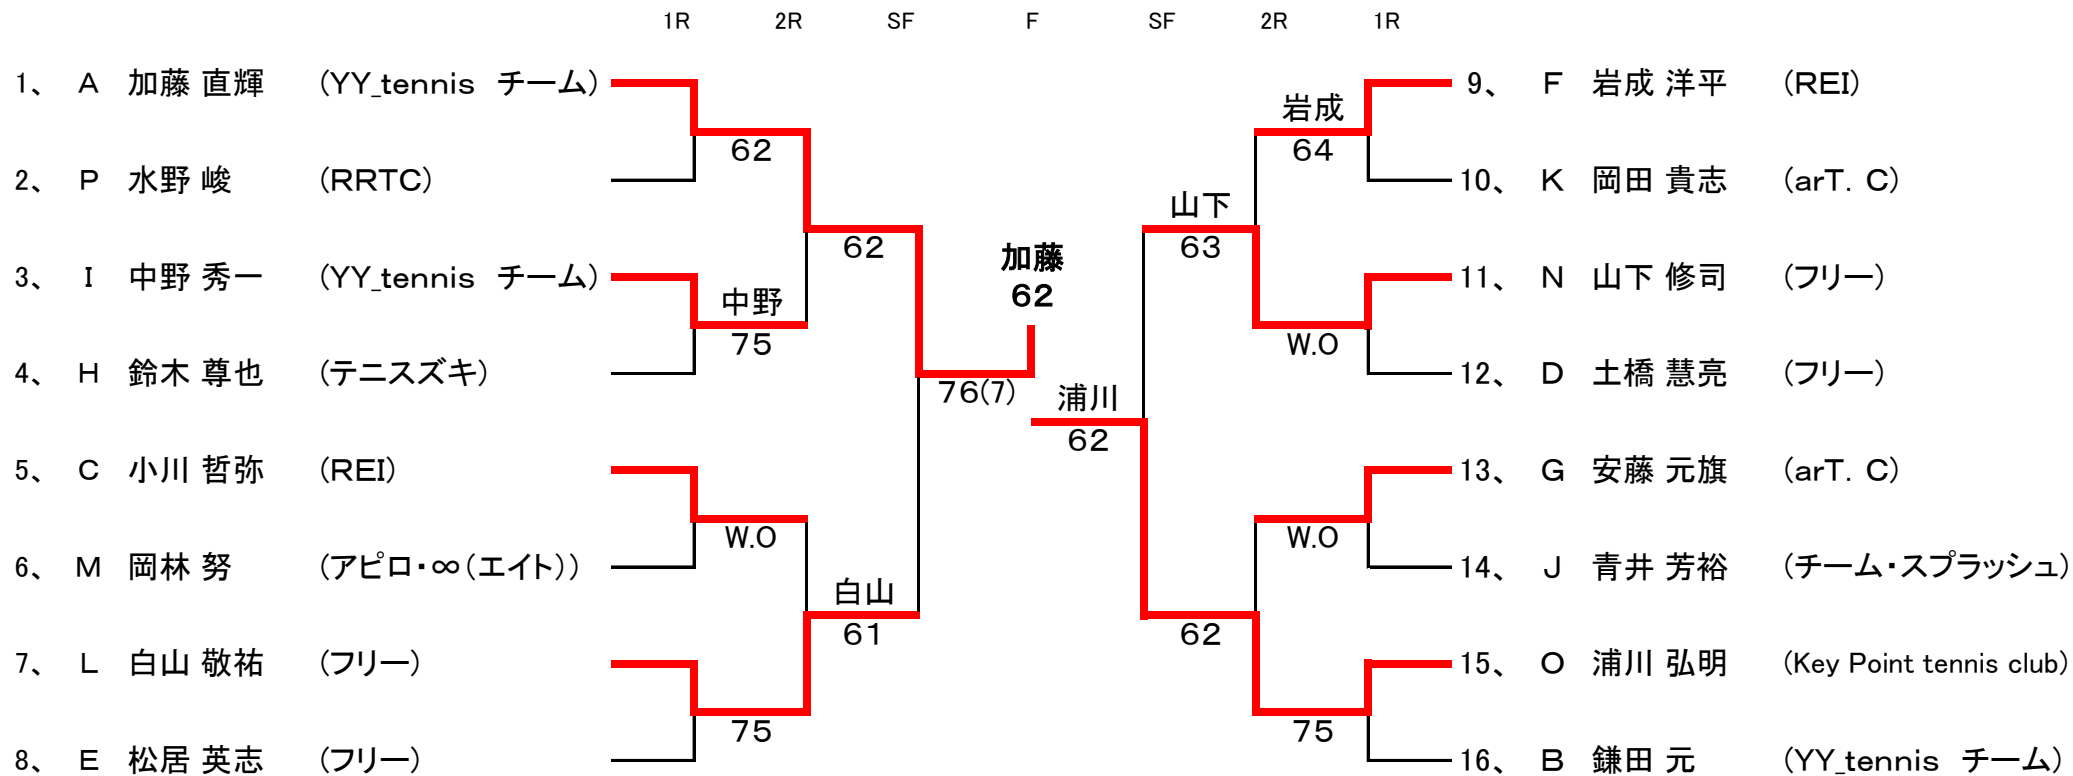 1R 2R SF F SF 2R 1R
1、 A 加藤 直輝 (YY_tennis チーム) 9、 F 岩成 洋平 (REI)
岩成
62 64
2、 P 水野 峻 (RRTC) 10、 K 岡田 貴志 (arT. C)
山下
62 加藤 63
3、 I 中野 秀一 (YY_tennis チーム) 11、 N 山下 修司 (フリー)
中野 62
75 W.O
4、 H 鈴木 尊也 (テニスズキ) 12、 D 土橋 慧亮 (フリー)
76(7) 浦川
62
5、 C 小川 哲弥 (REI) 13、 G 安藤 元旗 (arT. C)
W.O W.O
6、 M 岡林 努 (アピロ・∞(エイト)) 14、 J 青井 芳裕 (チーム・スプラッシュ)
白山
61 62
7、 L 白山 敬祐 (フリー) 15、 O 浦川 弘明 (Key Point tennis club)
75 75
8、 E 松居 英志 (フリー) 16、 B 鎌田 元 (YY_tennis チーム)